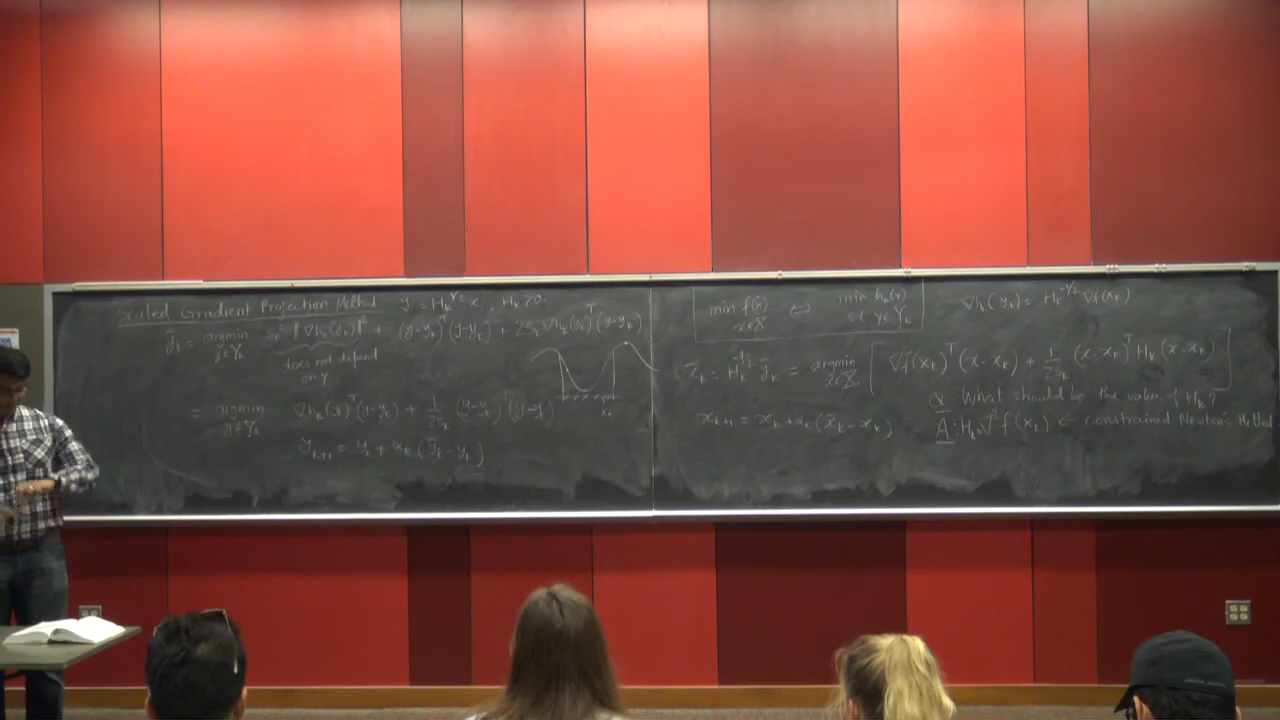 Scaled Gradient Projection Method y = H_k^{1/2} x, H_k > 0.
ȳ_k = argmin_{y∈Y_k} s_k^2 ‖∇h_k(y_k)‖^2 + (y-y_k)^T(y-y_k) + 2s_k ∇h_k(y_k)^T(y-y_k)
does not depend
on y
= argmin_{y∈Y_k} ∇h_k(y)^T(y-y_k) + 1/2s_k (y-y_k)^T(y-y_k)
x_k
y_{k+1} = y_k + α_k(ȳ_k - y_k)
min f(x) ⇔ min h_k(y)
x∈X s.t. y∈Y_k
∇h_k(y_k) = H_k^{-1/2} ∇f(x_k)
x̄_k = H_k^{-1/2} ȳ_k = argmin_{x∈X} [∇f(x_k)^T(x-x_k) + 1/2s_k (x-x_k)^T H_k(x-x_k)]
x_{k+1} = x_k + α_k(x̄_k - x_k)
Q What should be the value of H_k?
A: H_k = ∇^2 f(x_k) ← constrained Newton's Method